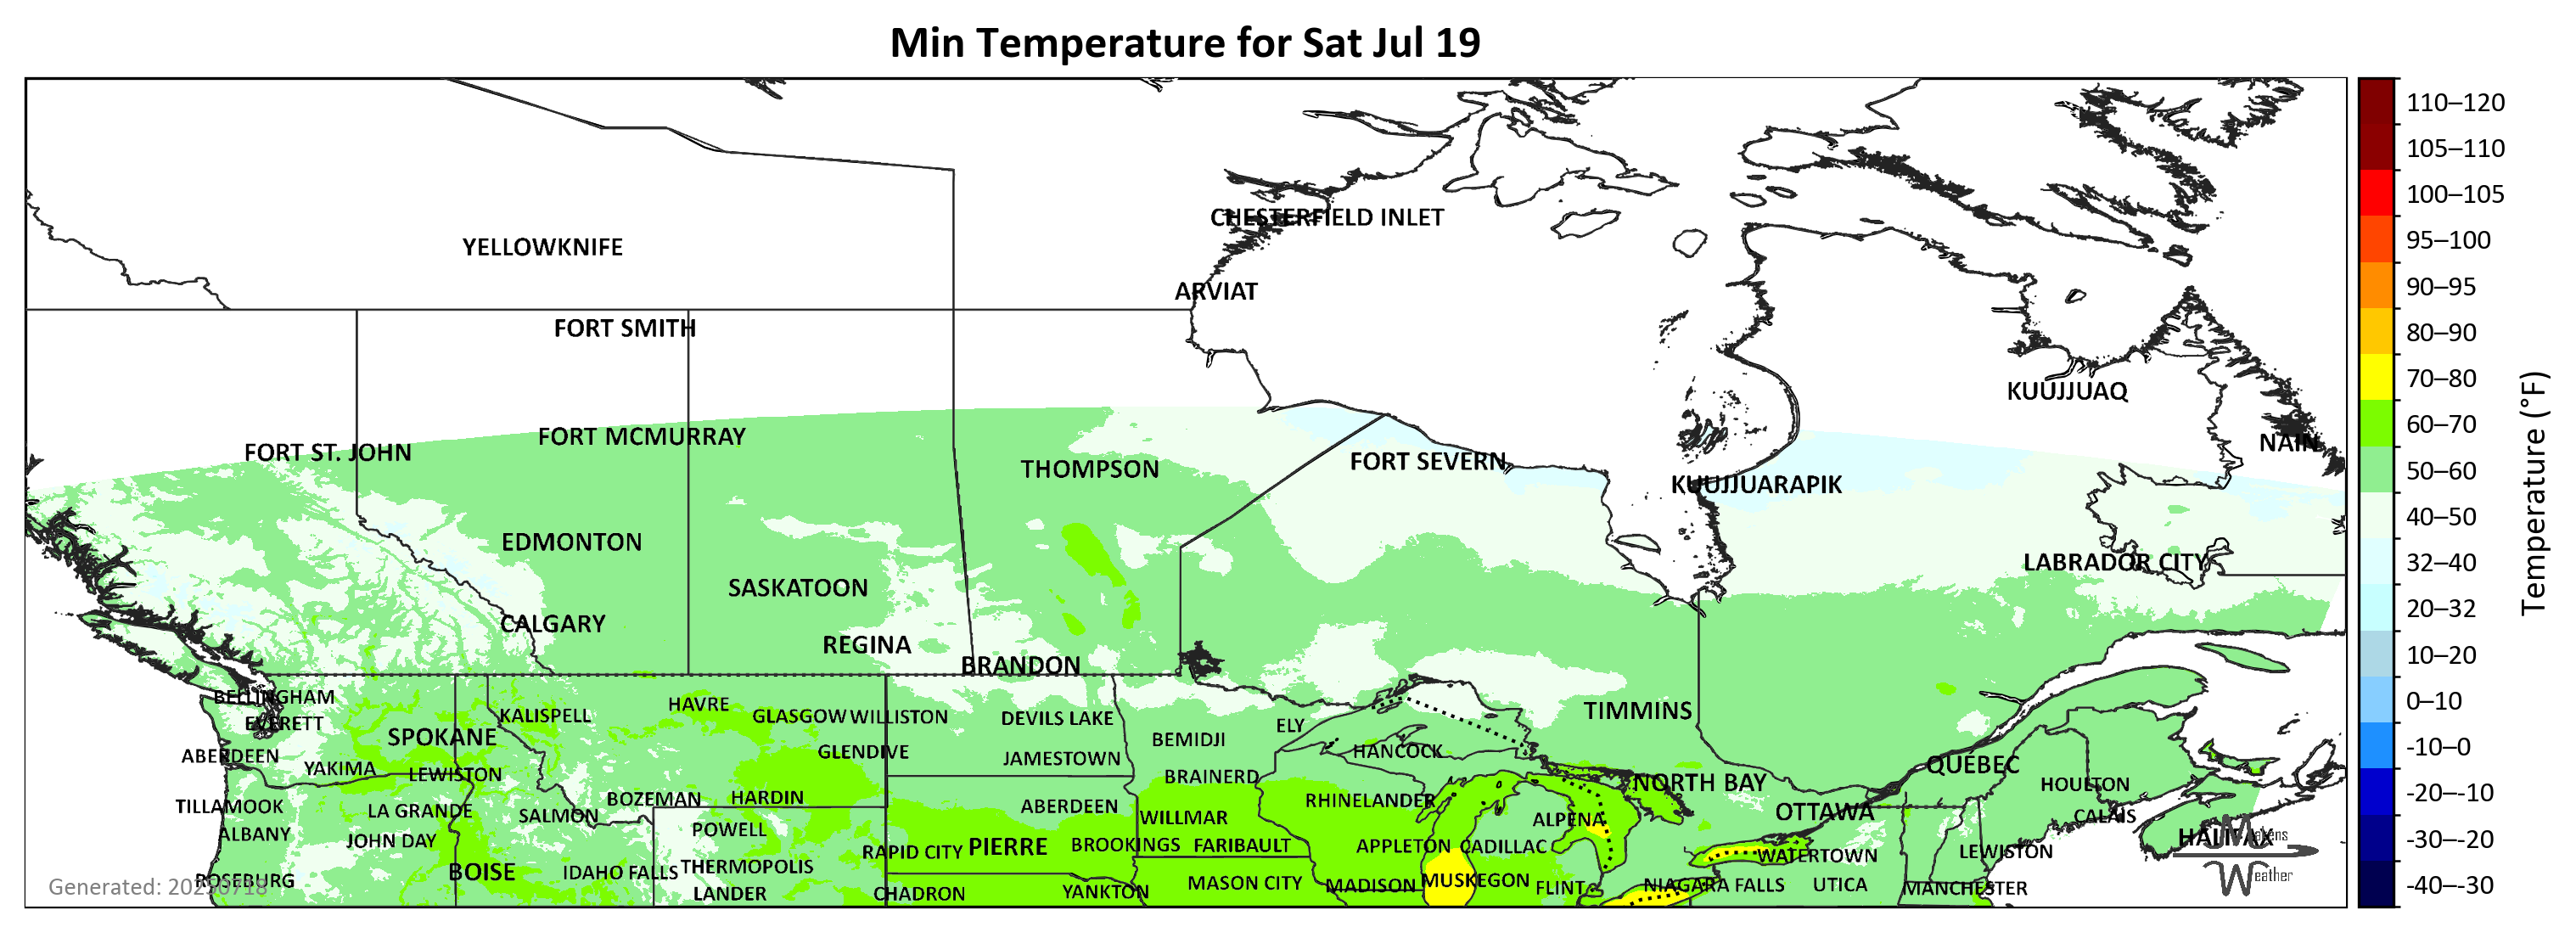 Min Temperature for Sat Jul 19
110–120
105–110
CHESTERFIELD INLET
100–105
YELLOWKNIFE
95–100
ARVIAT
90–95
FORT SMITH
80–90
KUUJJUAQ
70–80
FORT MCMURRAY
60–70
FORT ST. JOHN
NAIN
THOMPSON
FORT SEVERN
50–60
KUUJJUARAPIK
EDMONTON
40–50
LABRADOR CITY
32–40
Temperature (°F)
SASKATOON
CALGARY
20–32
REGINA
BRANDON
10–20
BELLINGHAM
HAVRE
0–10
EVERETT
KALISPELL
GLASGOW
WILLISTON
DEVILS LAKE
ELY
TIMMINS
SPOKANE
BEMIDJI
ABERDEEN
GLENDIVE
JAMESTOWN
HANCOCK
-10–0
YAKIMA
LEWISTON
BRAINERD
NORTH BAY
QUÉBEC
HOULTON
TILLAMOOK
LA GRANDE
SALMON
BOZEMAN
HARDIN
ABERDEEN
WILLMAR
RHINELANDER
ALPENA
OTTAWA
CALAIS
-20–-10
ALBANY
JOHN DAY
POWELL
RAPID CITY
PIERRE
BROOKINGS
FARIBAULT
APPLETON
CADILLAC
WATERTOWN
LEWISTON
HALIFAX
Makens
Weather
-30–-20
ROSEBURG
BOISE
IDAHO FALLS
THERMOPOLIS
LANDER
CHADRON
YANKTON
MASON CITY
MADISON
MUSKEGON
FLINT
NIAGARA FALLS
UTICA
MANCHESTER
-40–-30
Generated: 20250718